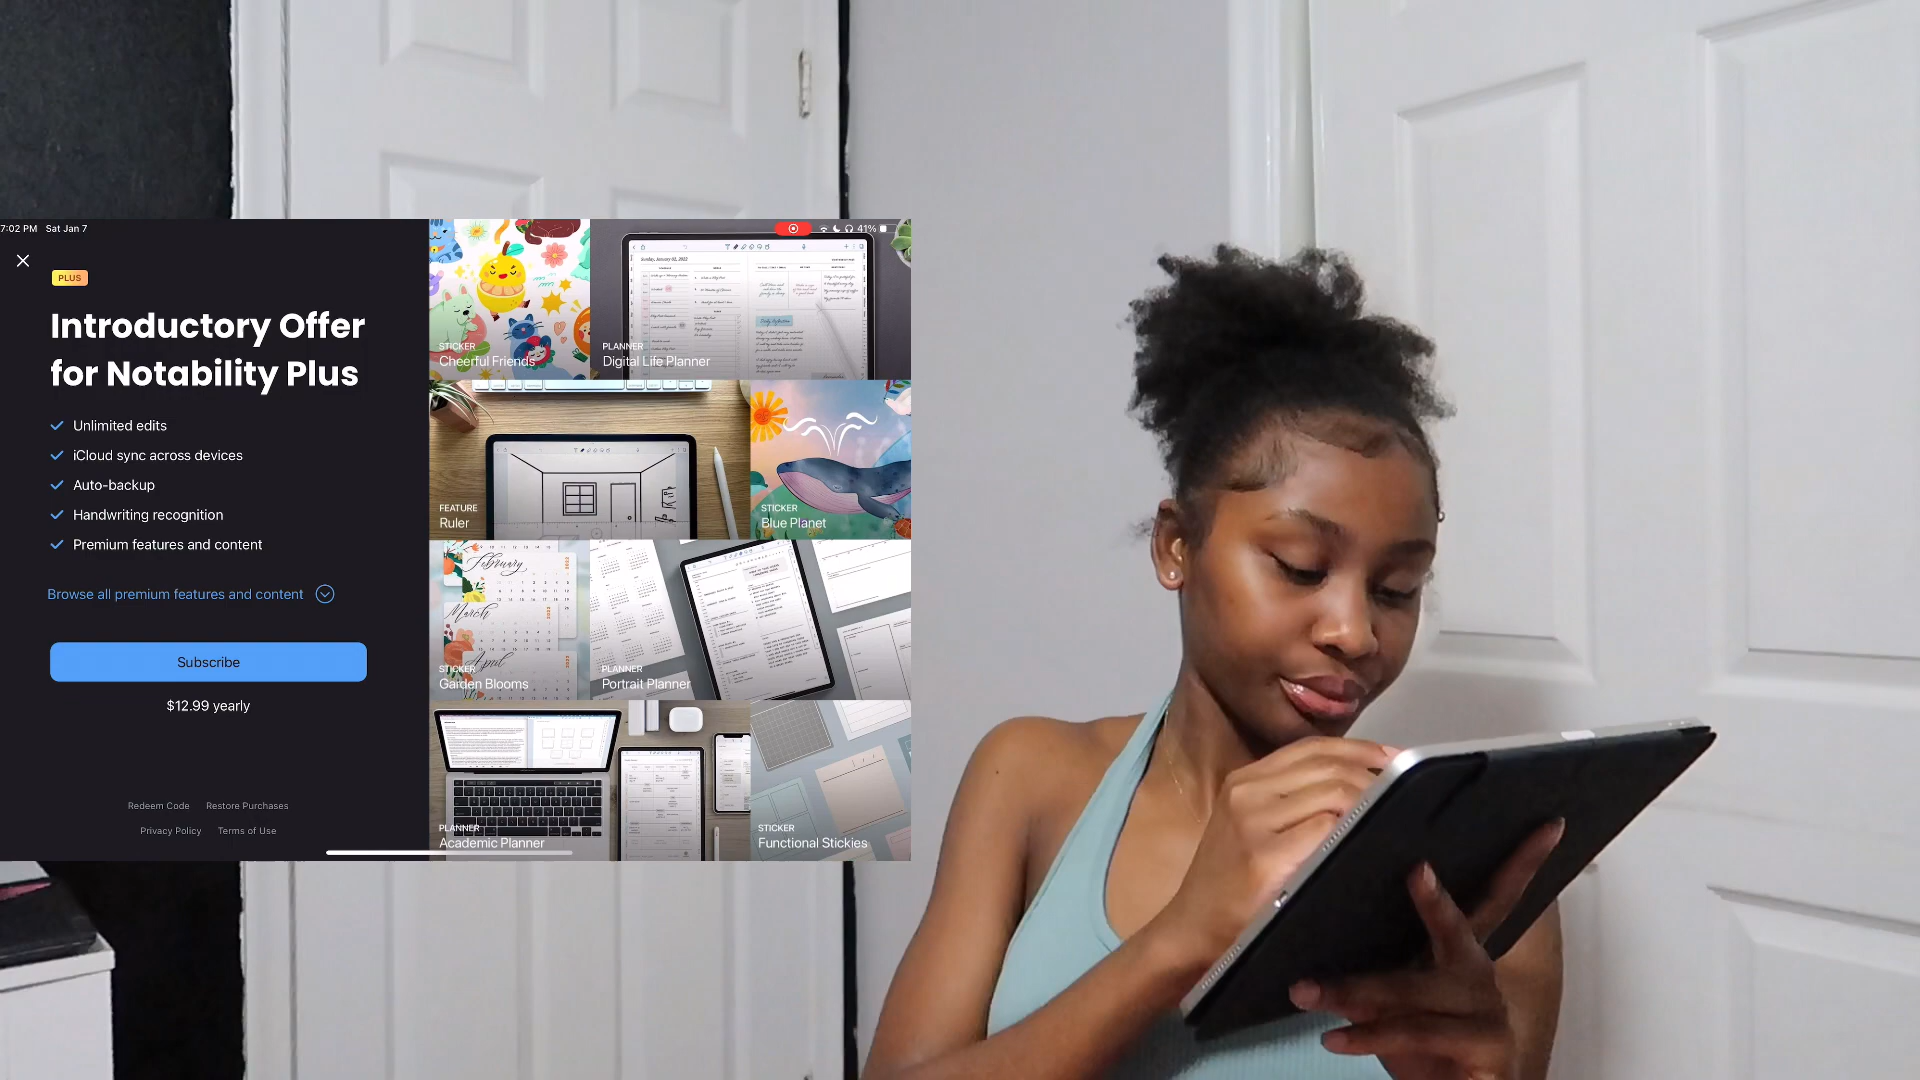 7:02 PM Sat Jan 7
41%
PLUS
Introductory Offer
for Notability Plus
Unlimited edits
iCloud sync across devices
Auto-backup
Handwriting recognition
Premium features and content
Browse all premium features and content
Subscribe
$12.99 yearly
Redeem Code Restore Purchases
Privacy Policy Terms of Use
STICKER
Cheerful Friends
PLANNER
Digital Life Planner
FEATURE
Ruler
STICKER
Blue Planet
February
March
April
STICKER
Garden Blooms
PLANNER
Portrait Planner
PLANNER
Academic Planner
STICKER
Functional Stickies